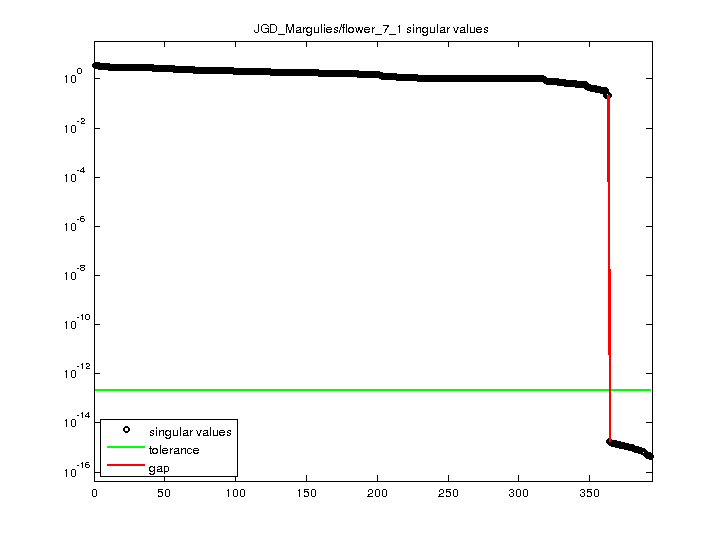 JGD_Margulies/flower_7_1 singular values
10^0
10^-2
10^-4
10^-6
10^-8
10^-10
10^-12
10^-14
10^-16
singular values
tolerance
gap
0 50 100 150 200 250 300 350